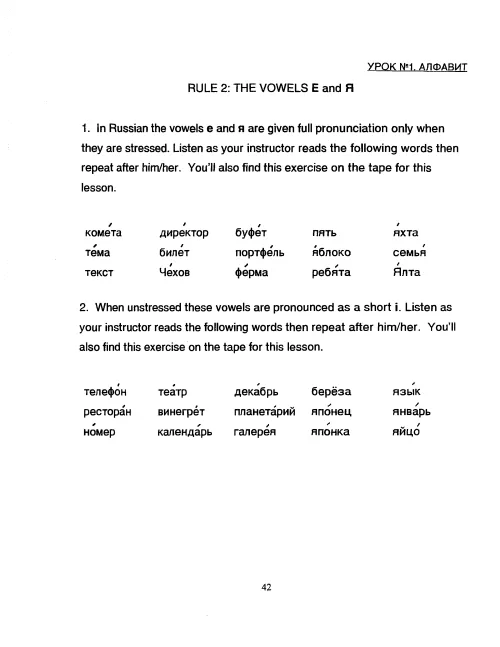 УРОК №1. АЛФАВИТ
RULE 2: THE VOWELS Е and Я
1. In Russian the vowels е and я are given full pronunciation only when
they are stressed. Listen as your instructor reads the following words then
repeat after him/her. You'll also find this exercise on the tape for this
lesson.
коме́та дире́ктор буфе́т пять я́хта
те́ма биле́т портфе́ль я́блоко семья́
текст Че́хов фе́рма ребя́та Я́лта
2. When unstressed these vowels are pronounced as a short i. Listen as
your instructor reads the following words then repeat after him/her. You'll
also find this exercise on the tape for this lesson.
телефо́н теа́тр дека́брь берёза язы́к
рестора́н винегре́т планета́рий япо́нец янва́рь
но́мер календа́рь галере́я япо́нка яйцо́
42